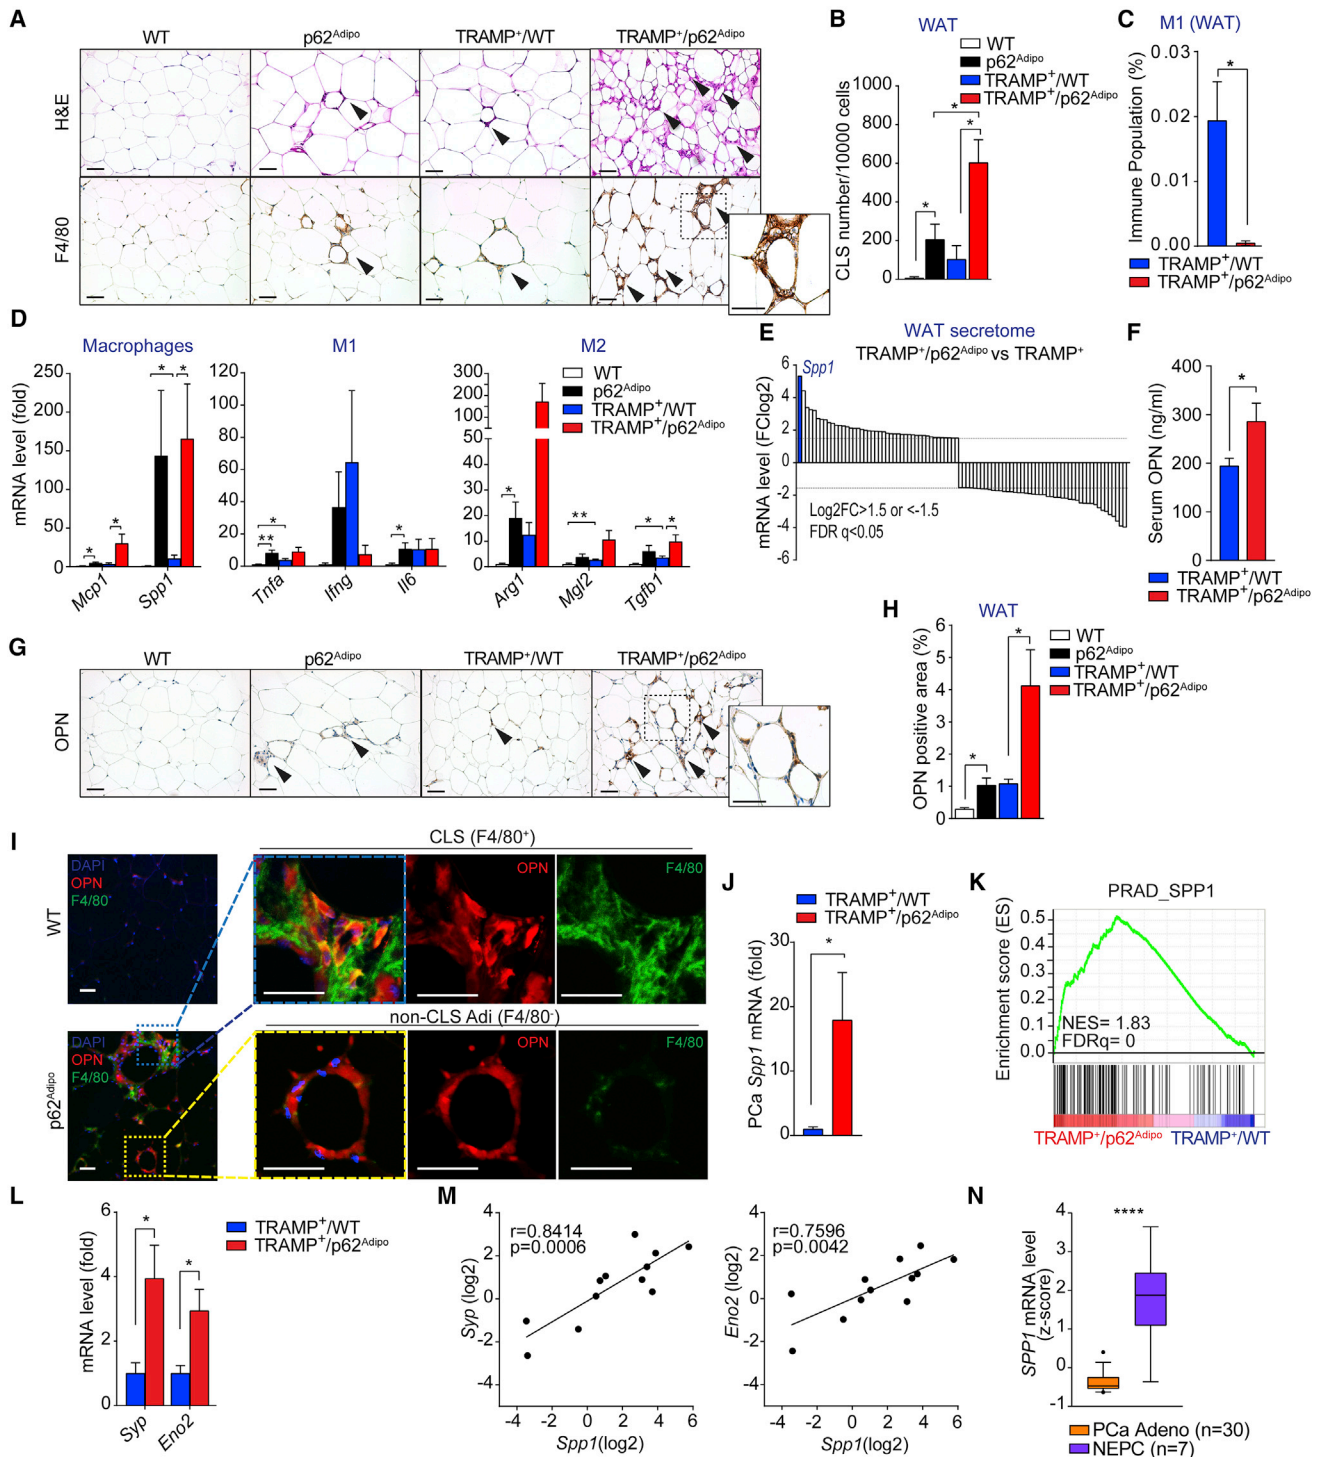 A
WT
p62Adipo
TRAMP+/WT
TRAMP+/p62Adipo
H&E
F4/80
B
WAT
WT
p62Adipo
TRAMP+/WT
TRAMP+/p62Adipo
CLS number/10000 cells
1000
800
600
400
200
0
*
*
*
C
M1 (WAT)
Immune Population (%)
0.03
0.02
0.01
0.00
*
TRAMP+/WT
TRAMP+/p62Adipo
D
Macrophages
mRNA level (fold)
250
200
150
100
50
0
*
*
*
*
Mcp1
Spp1
M1
120
100
80
60
40
20
0
*
**
*
Tnfa
Ifng
Il6
M2
300
200
150
100
50
50
40
30
20
10
0
WT
p62Adipo
TRAMP+/WT
TRAMP+/p62Adipo
*
**
*
*
Arg1
Mgl2
Tgfb1
E
WAT secretome
TRAMP+/p62Adipo vs TRAMP+
mRNA level (FClog2)
6
4
2
0
-2
-4
-6
Spp1
Log2FC>1.5 or <-1.5
FDR q<0.05
F
Serum OPN (ng/ml)
400
300
200
100
0
*
TRAMP+/WT
TRAMP+/p62Adipo
G
WT
p62Adipo
TRAMP+/WT
TRAMP+/p62Adipo
OPN
H
WAT
OPN positive area (%)
6
5
4
3
2
1
0
*
*
WT
p62Adipo
TRAMP+/WT
TRAMP+/p62Adipo
I
CLS (F4/80+)
WT
DAPI
OPN
F4/80
OPN
F4/80
non-CLS Adi (F4/80-)
p62Adipo
DAPI
OPN
F4/80
OPN
F4/80
J
TRAMP+/WT
TRAMP+/p62Adipo
PCa Spp1 mRNA (fold)
30
20
10
0
*
K
PRAD_SPP1
Enrichment score (ES)
0.5
0.4
0.3
0.2
0.1
0.0
NES= 1.83
FDRq= 0
TRAMP+/p62Adipo
TRAMP+/WT
L
mRNA level (fold)
6
4
2
0
*
*
Syp
Eno2
TRAMP+/WT
TRAMP+/p62Adipo
M
r=0.8414
p=0.0006
Syp (log2)
4
2
0
-2
-4
-4 -2 0 2 4 6
Spp1(log2)
r=0.7596
p=0.0042
Eno2 (log2)
4
2
0
-2
-4
-4 -2 0 2 4 6
Spp1(log2)
N
SPP1 mRNA level
(z-score)
4
3
2
1
0
-1
****
PCa Adeno (n=30)
NEPC (n=7)